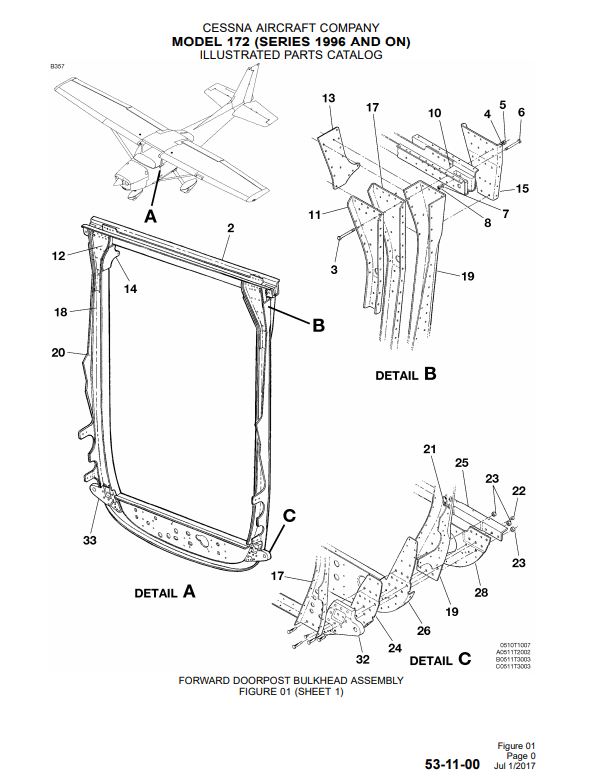 CESSNA AIRCRAFT COMPANY
MODEL 172 (SERIES 1996 AND ON)
ILLUSTRATED PARTS CATALOG
B357
A
13
17
10
4
5
6
15
7
8
11
3
19
DETAIL B
2
12
14
18
B
20
33
C
DETAIL A
21
25
23
22
23
28
17
19
26
24
32
DETAIL C
0510T1007
A0511T2002
B0511T3003
C0511T3003
FORWARD DOORPOST BULKHEAD ASSEMBLY
FIGURE 01 (SHEET 1)
Figure 01
Page 0
53-11-00 Jul 1/2017